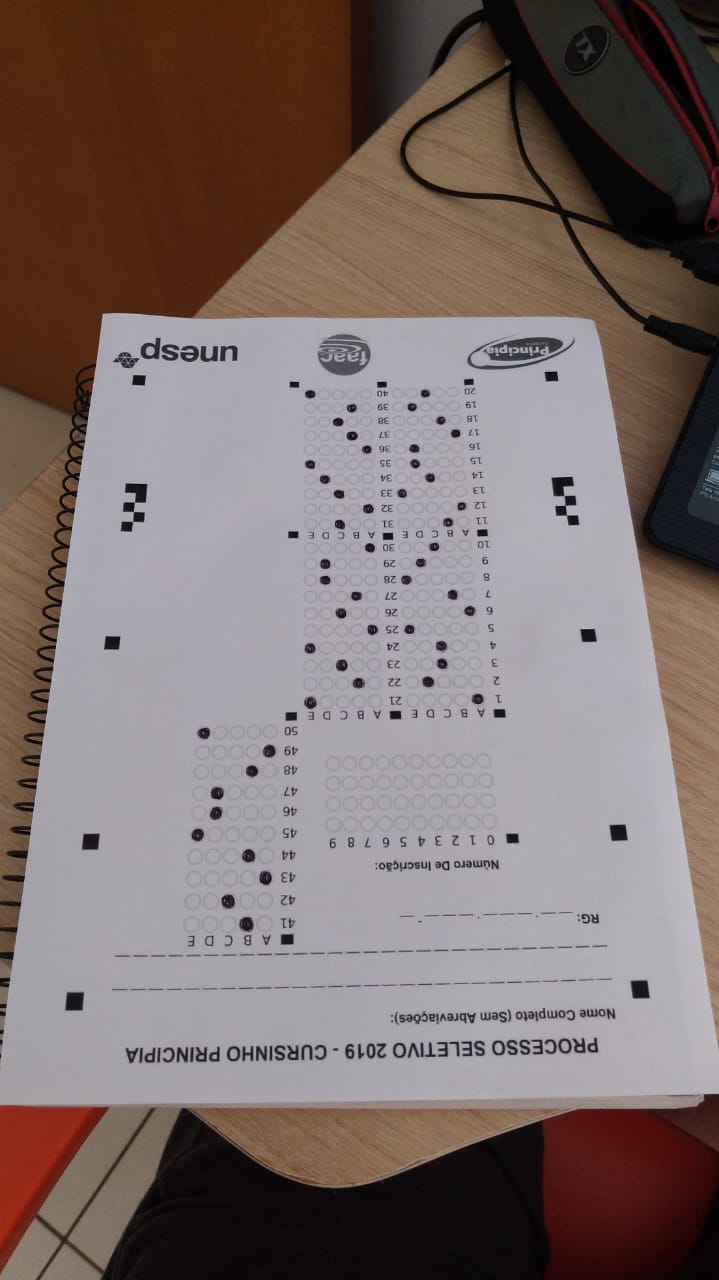 PROCESSO SELETIVO 2019 - CURSINHO PRINCIPIA
Nome Completo (Sem Abreviações):
RG: ___.____.____-__
Número De Inscrição:
0 1 2 3 4 5 6 7 8 9
A B C D E
41
42
43
44
45
46
47
48
49
50
A B C D E A B C D E
1 21
2 22
3 23
4 24
5 25
6 26
7 27
8 28
9 29
10 30
A B C D E A B C D E
11 31
12 32
13 33
14 34
15 35
16 36
17 37
18 38
19 39
20 40
Principia
faac
unesp
TX